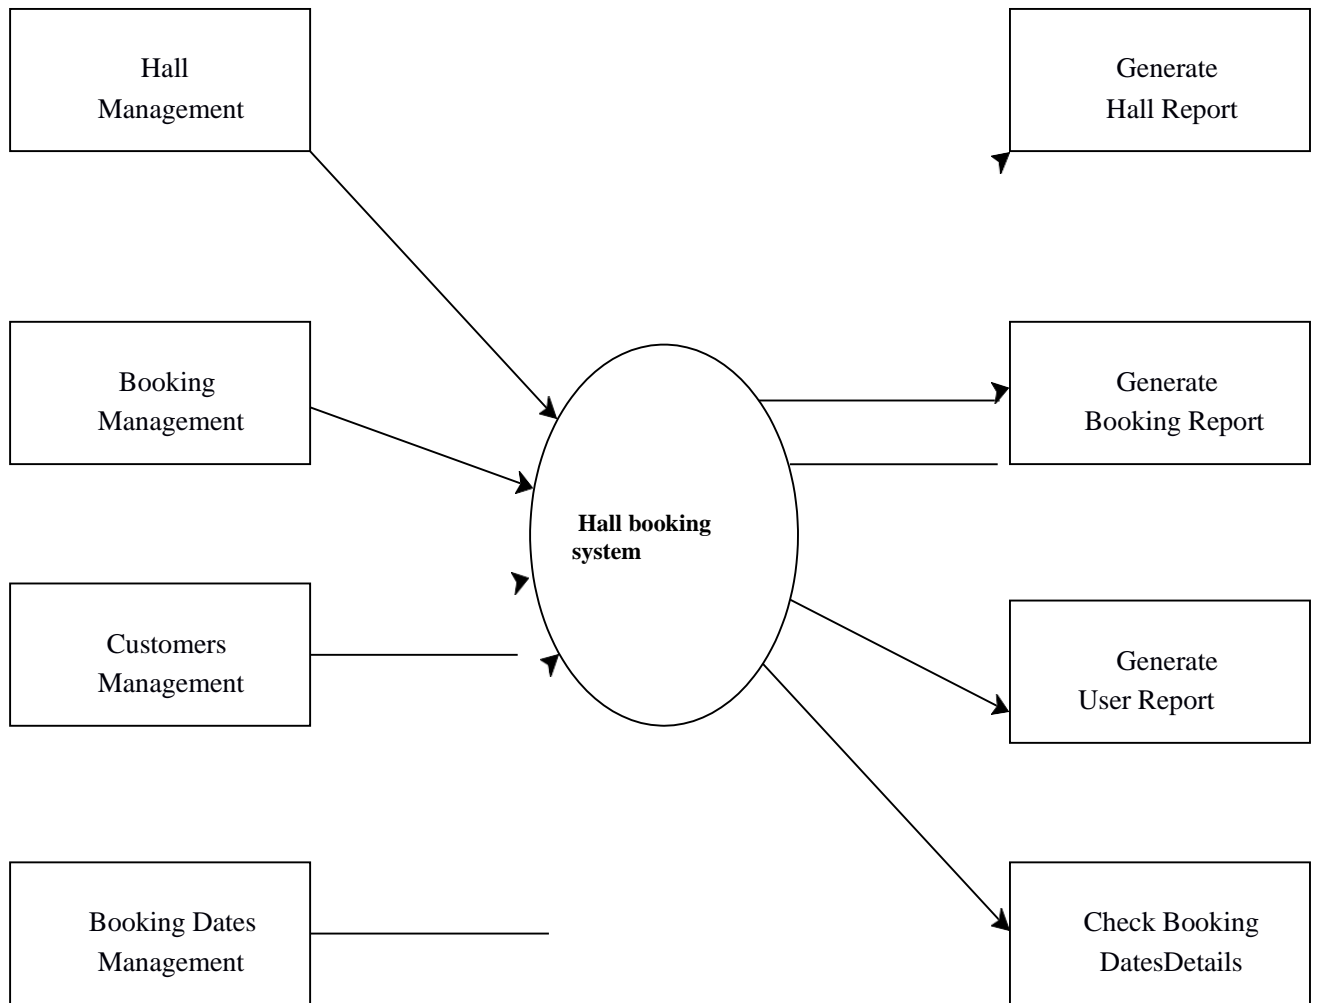 Hall
Management
Generate
Hall Report
Booking
Management
Generate
Booking Report
Hall booking
system
Customers
Management
Generate
User Report
Booking Dates
Management
Check Booking
DatesDetails